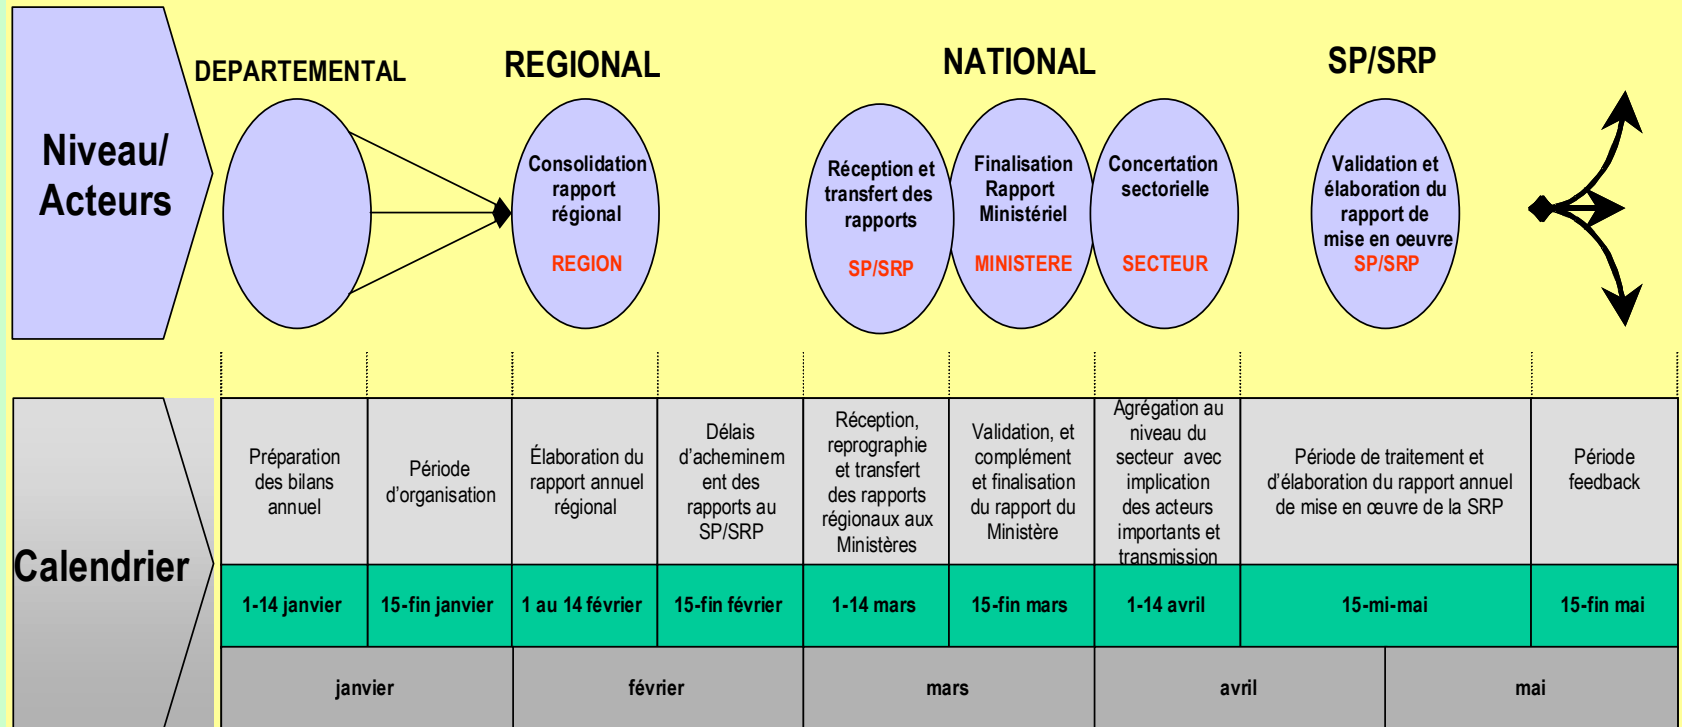 Niveau/
Acteurs
DEPARTEMENTAL
REGIONAL
NATIONAL
SP/SRP
Consolidation
rapport
régional
REGION
Réception et
transfert des
rapports
SP/SRP
Finalisation
Rapport
Ministériel
MINISTERE
Concertation
sectorielle
SECTEUR
Validation et
élaboration du
rapport de
mise en oeuvre
SP/SRP
Calendrier
Préparation
des bilans
annuel
Période
d'organisation
Élaboration du
rapport annuel
régional
Délais
d'acheminem
ent des
rapports au
SP/SRP
Réception,
reprographie
et transfert
des rapports
régionaux aux
Ministères
Validation, et
complément
et finalisation
du rapport du
Ministère
Agrégation au
niveau du
secteur avec
implication
des acteurs
importants et
transmission
Période de traitement et
d'élaboration du rapport annuel
de mise en œuvre de la SRP
Période
feedback
1-14 janvier
15-fin janvier
1 au 14 février
15-fin février
1-14 mars
15-fin mars
1-14 avril
15-mi-mai
15-fin mai
janvier
février
mars
avril
mai